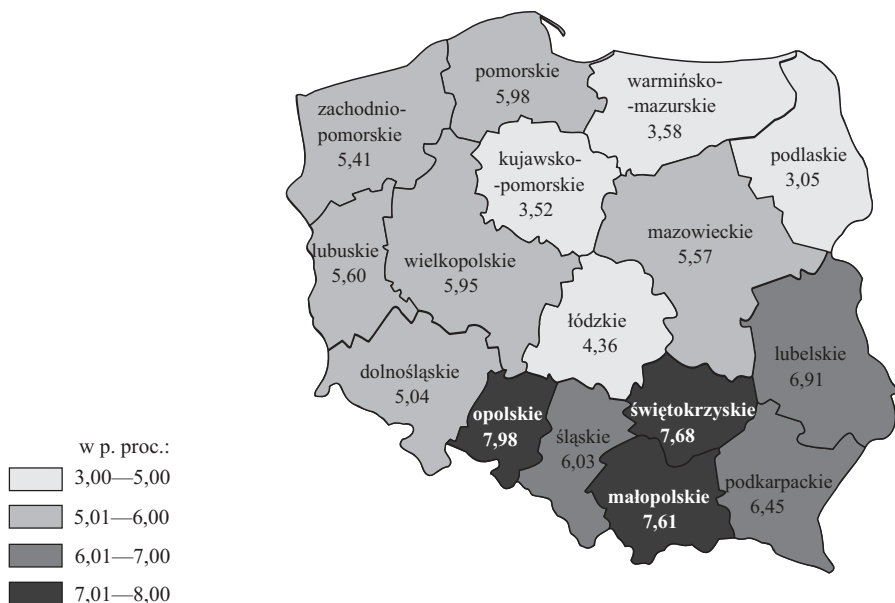 pomorskie
5,98
warmińsko-
-mazurskie
3,58
zachodnio-
pomorskie
5,41
podlaskie
3,05
kujawsko-
-pomorskie
3,52
mazowieckie
5,57
lubuskie
5,60
wielkopolskie
5,95
łódzkie
4,36
lubelskie
6,91
dolnośląskie
5,04
opolskie
7,98
świętokrzyskie
7,68
śląskie
6,03
małopolskie
7,61
podkarpackie
6,45
w p. proc.:
3,00—5,00
5,01—6,00
6,01—7,00
7,01—8,00